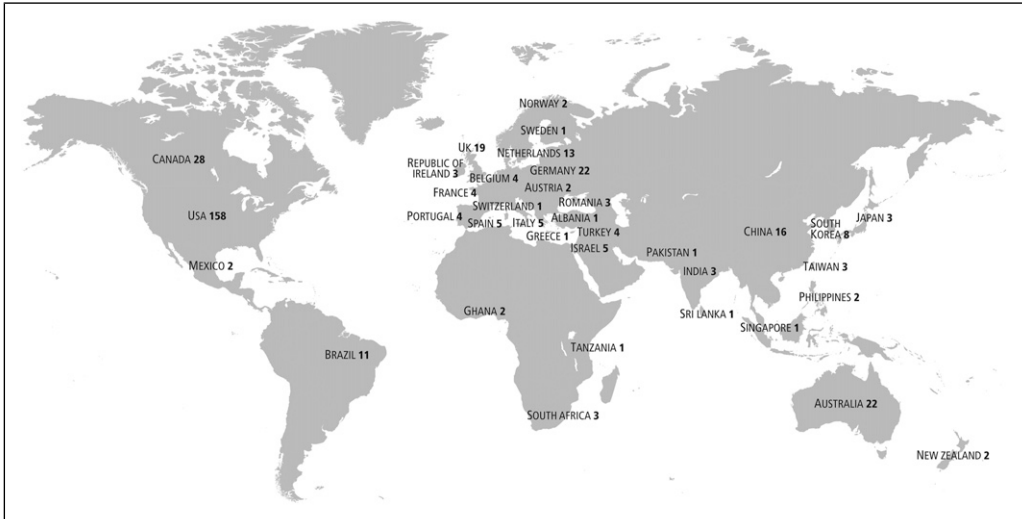 NORWAY 2
SWEDEN 1
UK 19
NETHERLANDS 13
CANADA 28
REPUBLIC OF
IRELAND 3
GERMANY 22
BELGIUM 4
AUSTRIA 2
FRANCE 4
ROMANIA 3
SWITZERLAND 1
USA 158
PORTUGAL 4
SPAIN 5
ITALY 5
ALBANIA 1
SOUTH
KOREA 8
JAPAN 3
TURKEY 4
CHINA 16
GREECE 1
ISRAEL 5
PAKISTAN 1
MEXICO 2
INDIA 3
TAIWAN 3
PHILIPPINES 2
GHANA 2
SRI LANKA 1
SINGAPORE 1
TANZANIA 1
BRAZIL 11
AUSTRALIA 22
SOUTH AFRICA 3
NEW ZEALAND 2